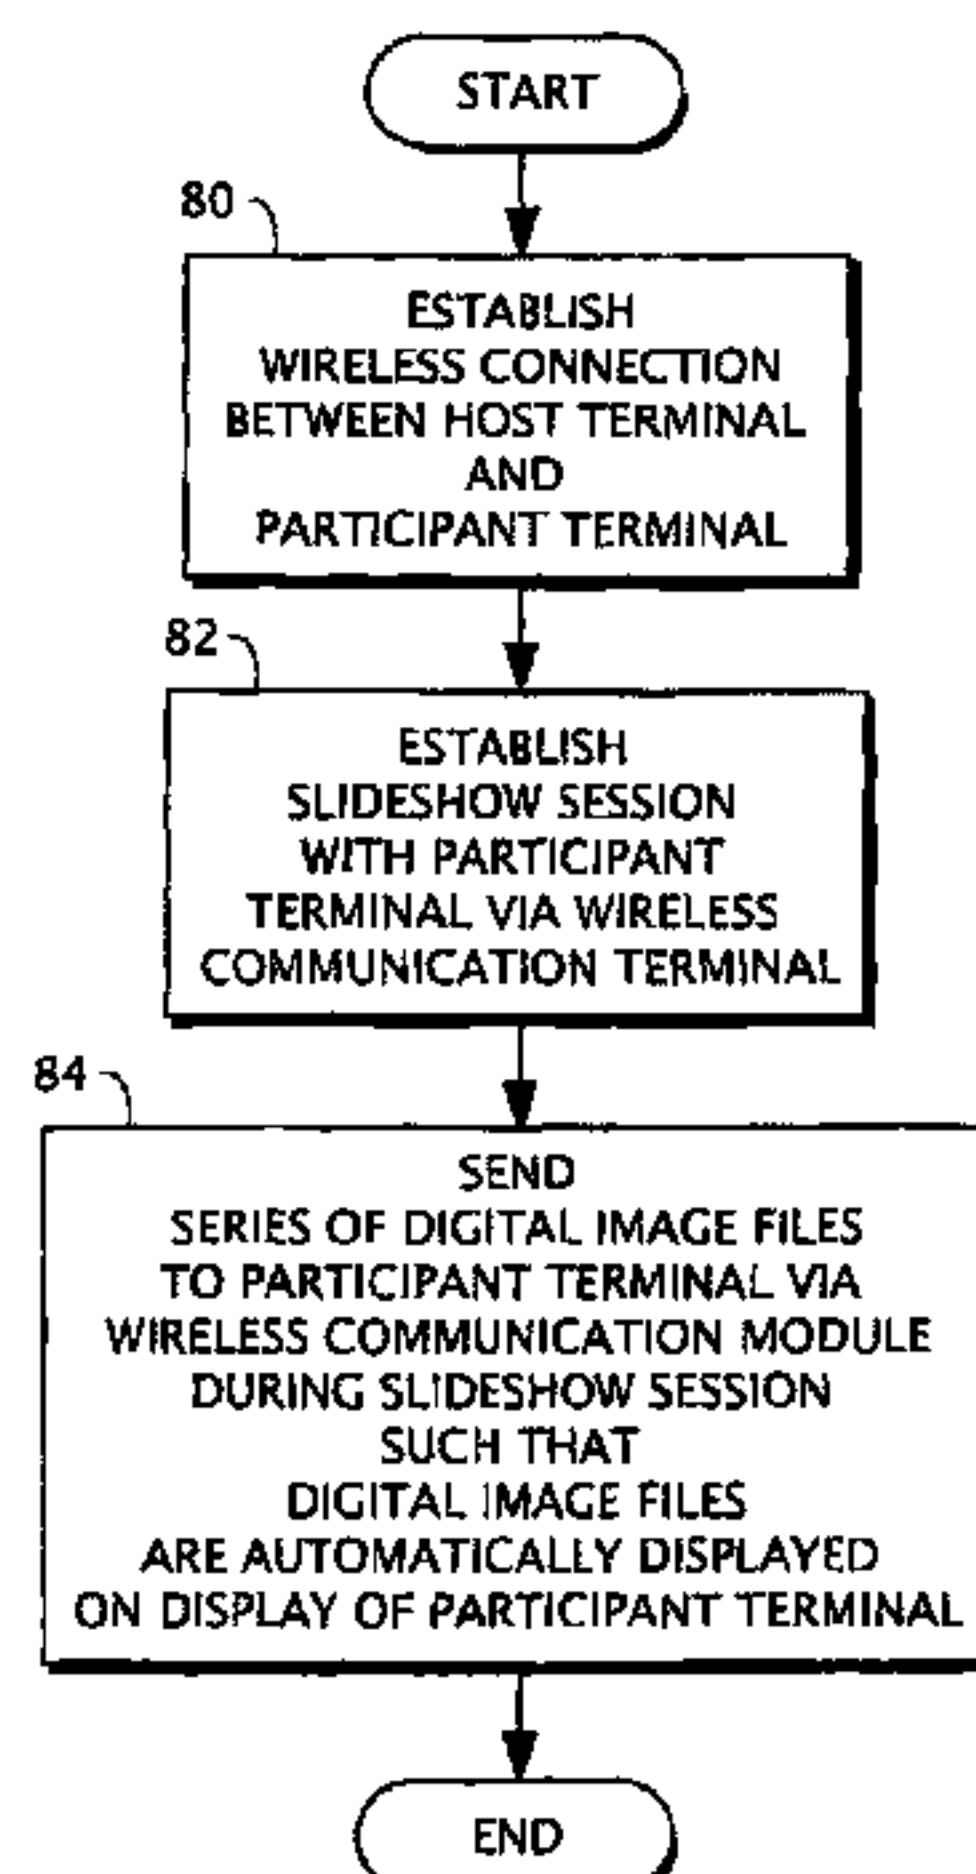 START
80
ESTABLISH
WIRELESS CONNECTION
BETWEEN HOST TERMINAL
AND
PARTICIPANT TERMINAL
82
ESTABLISH
SLIDESHOW SESSION
WITH PARTICIPANT
TERMINAL VIA WIRELESS
COMMUNICATION TERMINAL
84
SEND
SERIES OF DIGITAL IMAGE FILES
TO PARTICIPANT TERMINAL VIA
WIRELESS COMMUNICATION MODULE
DURING SLIDESHOW SESSION
SUCH THAT
DIGITAL IMAGE FILES
ARE AUTOMATICALLY DISPLAYED
ON DISPLAY OF PARTICIPANT TERMINAL
END